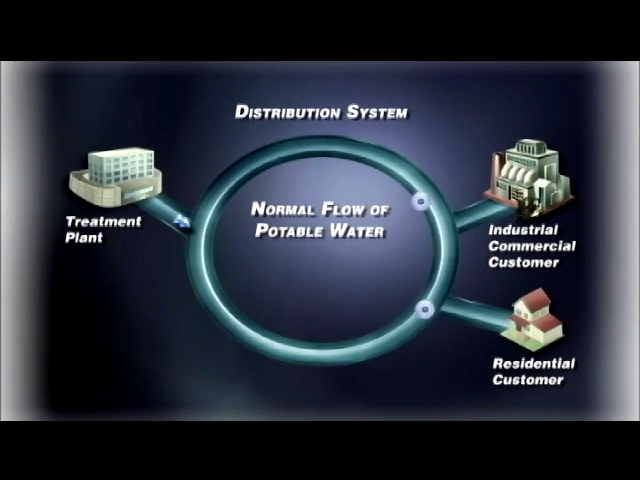 DISTRIBUTION SYSTEM
NORMAL FLOW OF
POTABLE WATER
Treatment
Plant
Industrial
Commercial
Customer
Residential
Customer